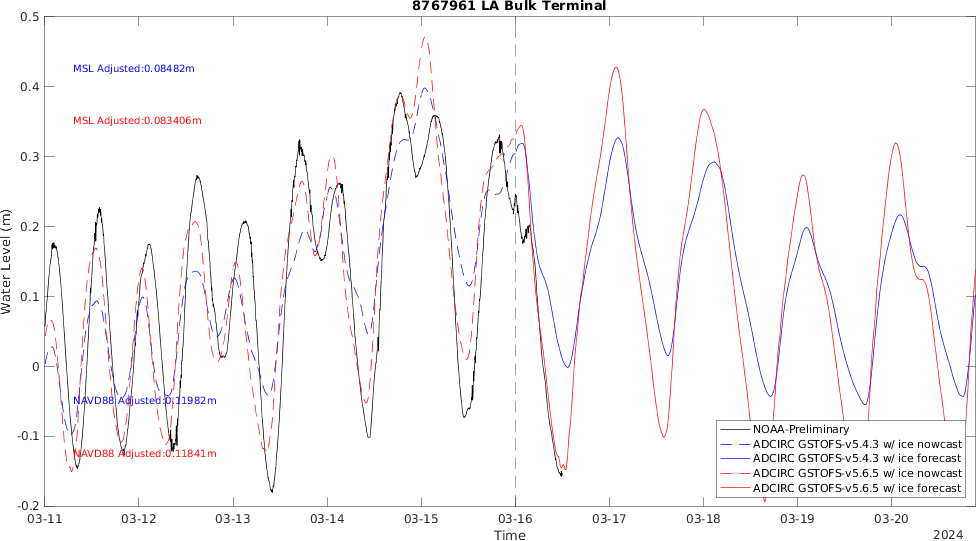 8767961 LA Bulk Terminal
0.5
MSL Adjusted:0.08482m
0.4
MSL Adjusted:0.083406m
0.3
0.2
Water Level (m)
0.1
0
NAVD88 Adjusted:0.11982m
-0.1
NAVD88 Adjusted:0.11841m
-0.2
NOAA-Preliminary
ADCIRC GSTOFS-v5.4.3 w/ ice nowcast
ADCIRC GSTOFS-v5.4.3 w/ ice forecast
ADCIRC GSTOFS-v5.6.5 w/ ice nowcast
ADCIRC GSTOFS-v5.6.5 w/ ice forecast
03-11 03-12 03-13 03-14 03-15 03-16 03-17 03-18 03-19 03-20
Time
2024